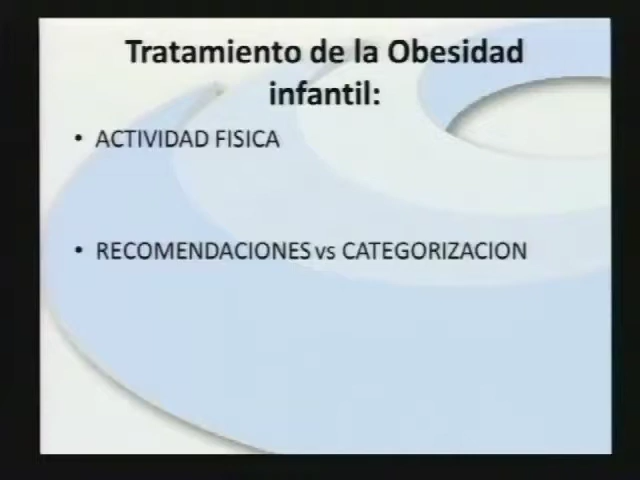 Tratamiento de la Obesidad
infantil:
• ACTIVIDAD FISICA
• RECOMENDACIONES vs CATEGORIZACION